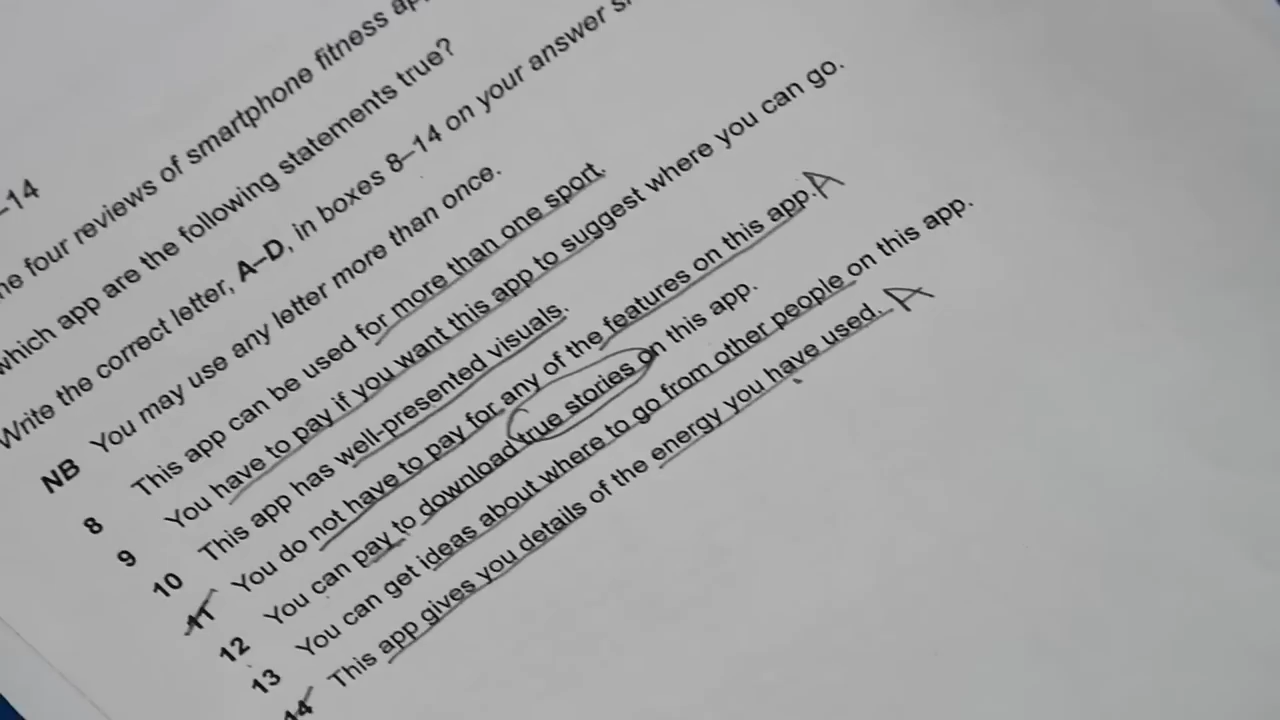 –14
he four reviews of smartphone fitness
which app are the following statements true?
Write the correct letter, A–D, in boxes 8–14 on your answer
NB You may use any letter more than once.
8 This app can be used for more than one sport.
9 You have to pay if you want this app to suggest where you can go.
10 This app has well-presented visuals.
11 You do not have to pay for any of the features on this app. A
12 You can pay to download true stories on this app.
13 You can get ideas about where to go from other people on this app.
14 This app gives you details of the energy you have used. A